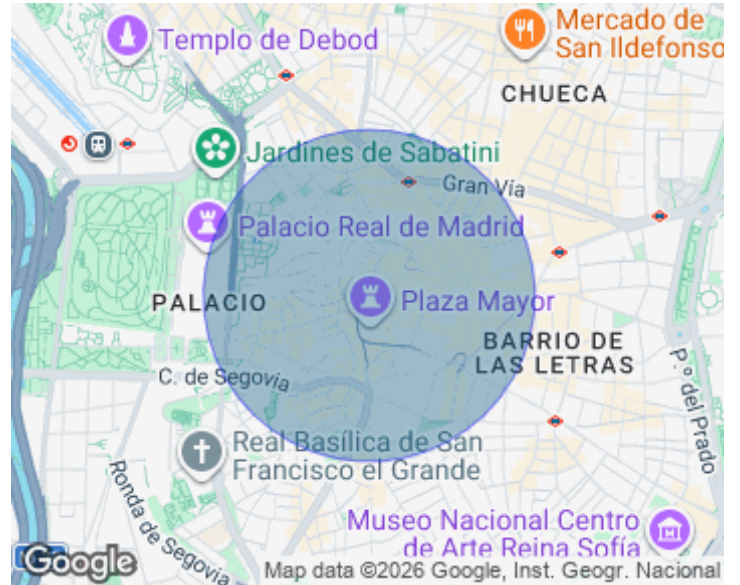 Templo de Debod
Mercado de
San Ildefonso
CHUECA
Jardines de Sabatini
Gran Vía
Palacio Real de Madrid
PALACIO
Plaza Mayor
BARRIO DE
LAS LETRAS
C. de Segovia
P.º del Prado
Real Basílica de San
Francisco el Grande
Ronda de Segovia
Museo Nacional Centro
de Arte Reina Sofía
Google
Map data ©2026 Google, Inst. Geogr. Nacional